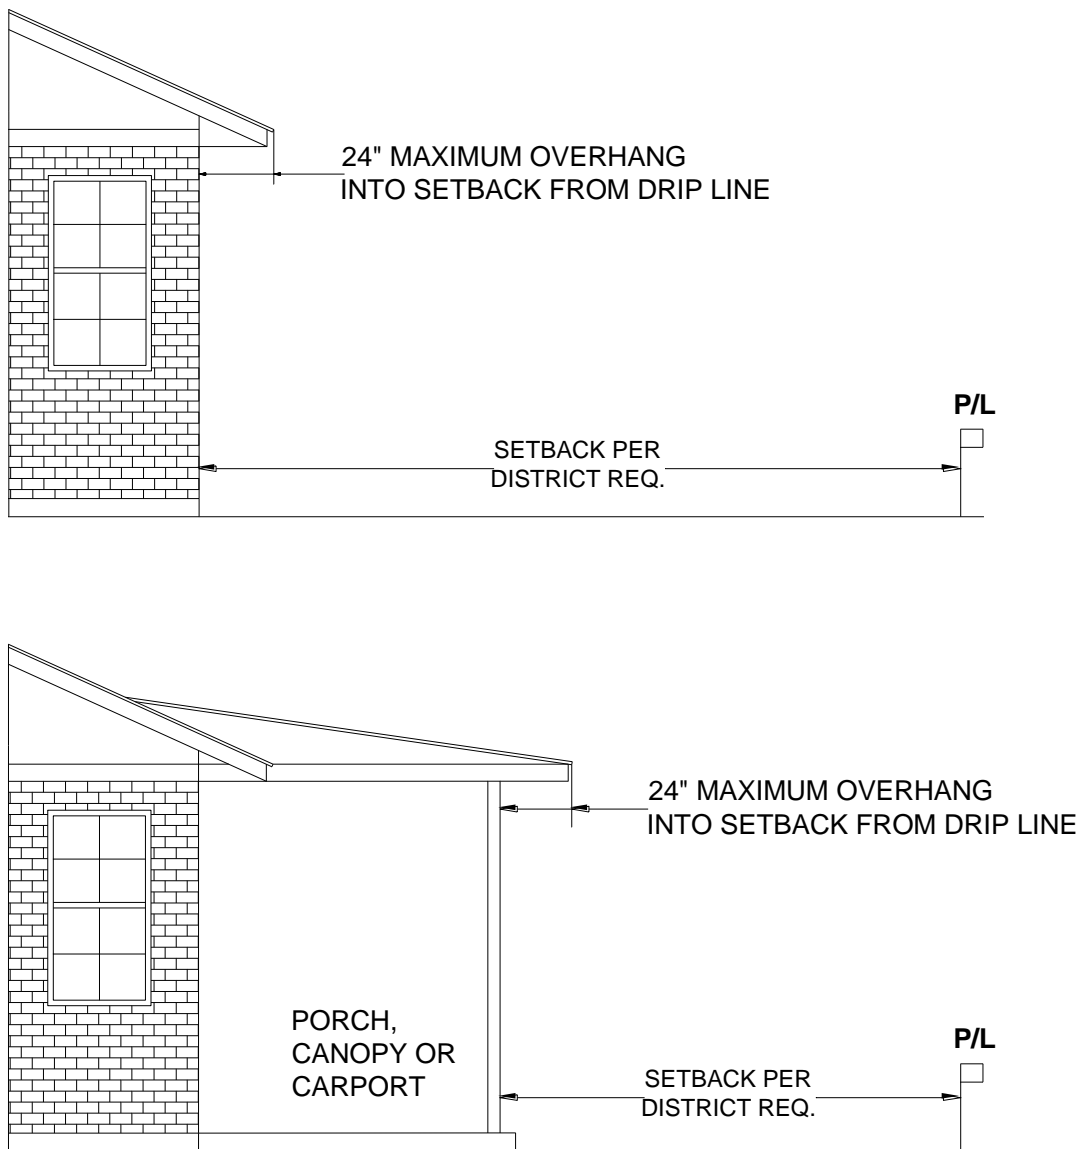 24" MAXIMUM OVERHANG
INTO SETBACK FROM DRIP LINE
P/L
SETBACK PER
DISTRICT REQ.
24" MAXIMUM OVERHANG
INTO SETBACK FROM DRIP LINE
PORCH,
CANOPY OR
CARPORT
P/L
SETBACK PER
DISTRICT REQ.